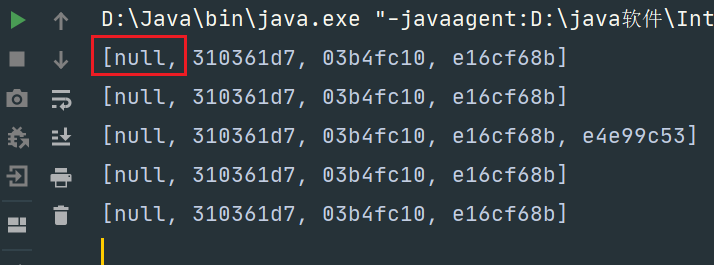 D:\Java\bin\java.exe "-javaagent:D:\java软件\Int
[null, 310361d7, 03b4fc10, e16cf68b]
[null, 310361d7, 03b4fc10, e16cf68b]
[null, 310361d7, 03b4fc10, e16cf68b, e4e99c53]
[null, 310361d7, 03b4fc10, e16cf68b]
[null, 310361d7, 03b4fc10, e16cf68b]